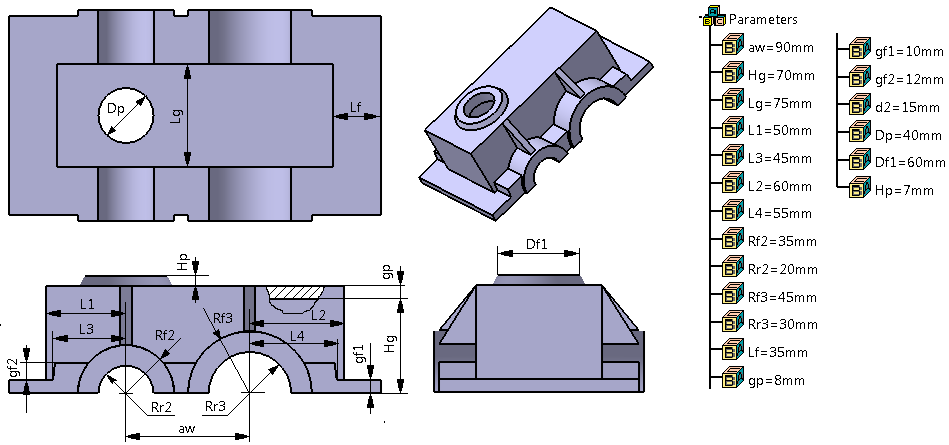 Dp
Lg
Lf
Hp
gp
L1
L2
L3
L4
Rf2
Rf3
gf2
gf1
Hg
Rr2
Rr3
aw
Df1
Parameters
aw=90mm
Hg=70mm
Lg=75mm
L1=50mm
L3=45mm
L2=60mm
L4=55mm
Rf2=35mm
Rr2=20mm
Rf3=45mm
Rr3=30mm
Lf=35mm
gp=8mm
gf1=10mm
gf2=12mm
d2=15mm
Dp=40mm
Df1=60mm
Hp=7mm